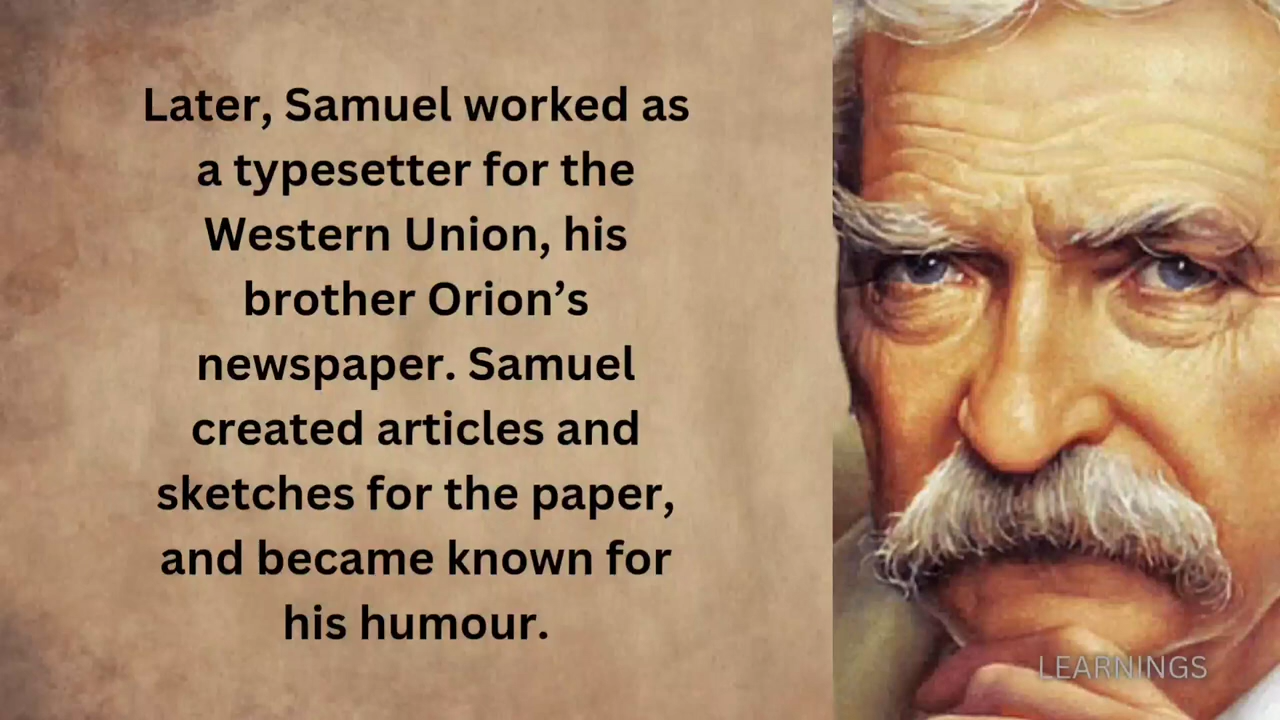 Later, Samuel worked as
a typesetter for the
Western Union, his
brother Orion’s
newspaper. Samuel
created articles and
sketches for the paper,
and became known for
his humour.
LEARNINGS